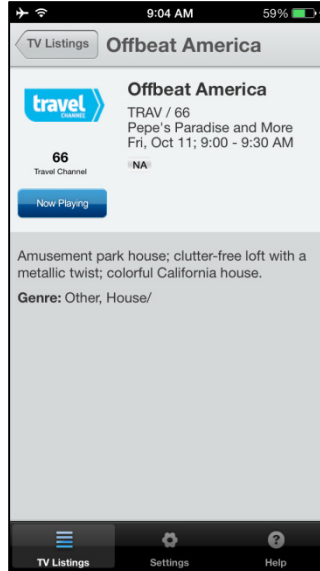 9:04 AM
59%
TV Listings
Offbeat America
travel
CHANNEL
66
Travel Channel
Now Playing
Offbeat America
TRAV / 66
Pepe's Paradise and More
Fri, Oct 11; 9:00 - 9:30 AM
NA
Amusement park house; clutter-free loft with a
metallic twist; colorful California house.
Genre: Other, House/
TV Listings
Settings
? Help